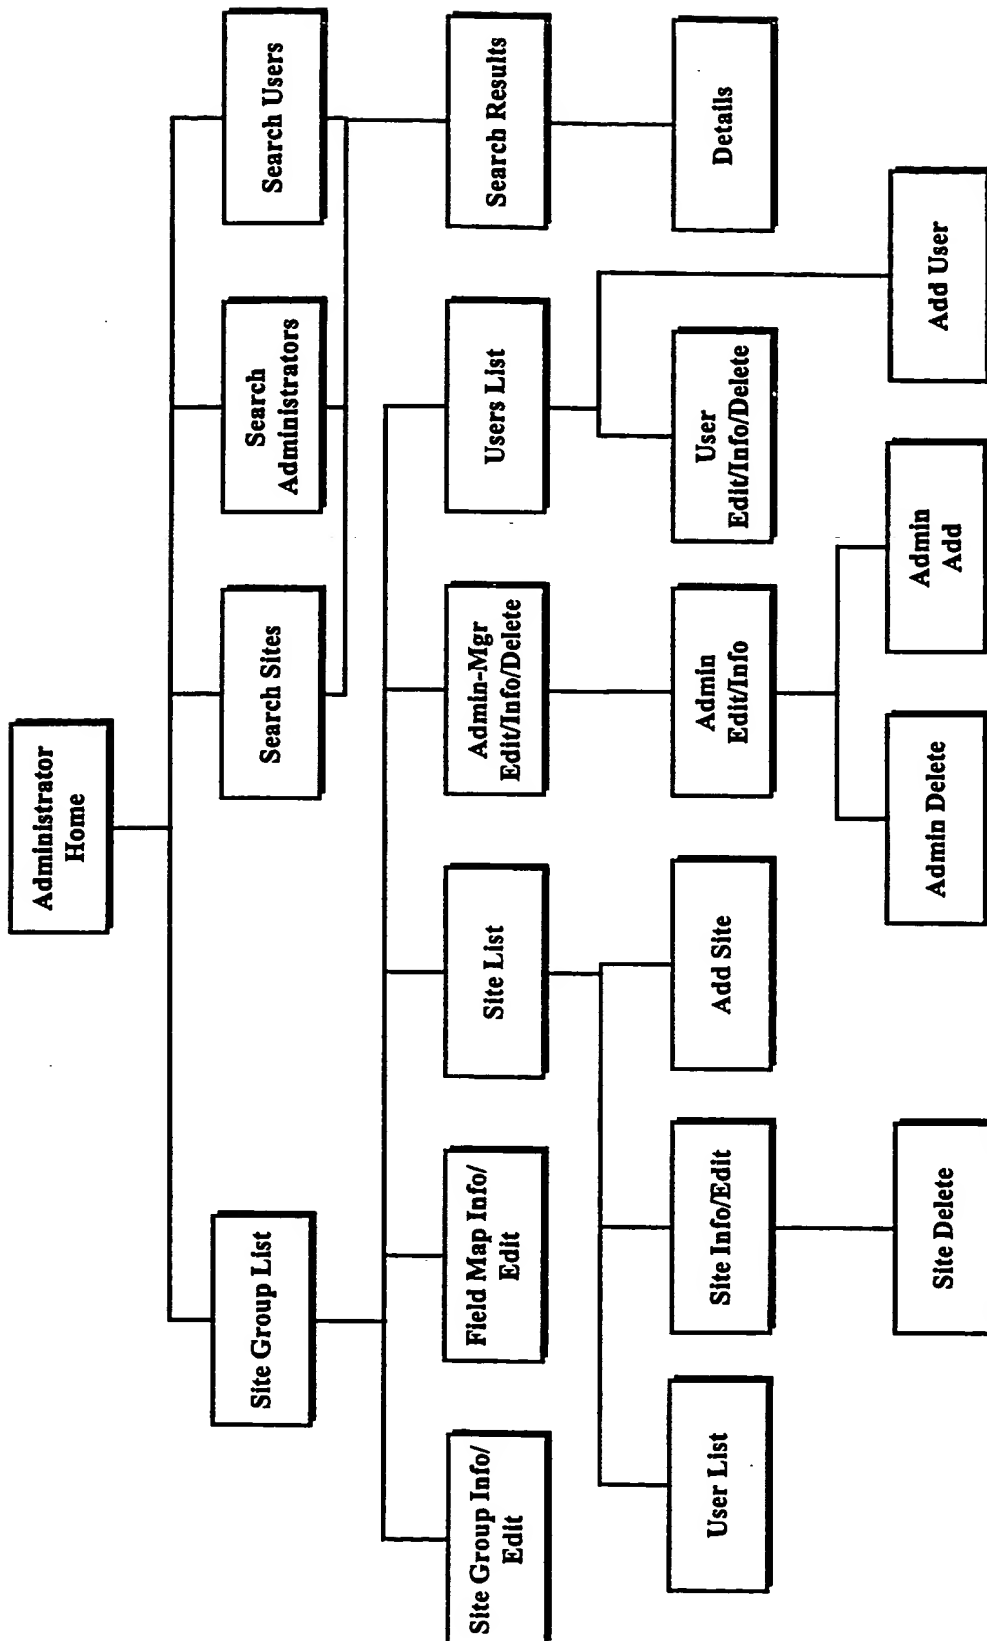 Administrator
Home
Site Group List
Search Sites
Search
Administrators
Search Users
Site Group Info/
Edit
Field Map Info/
Edit
Site List
Admin-Mgr
Edit/Info/Delete
Users List
Search Results
User List
Site Info/Edit
Add Site
Admin
Edit/Info
User
Edit/Info/Delete
Details
Site Delete
Admin Delete
Admin
Add
Add User